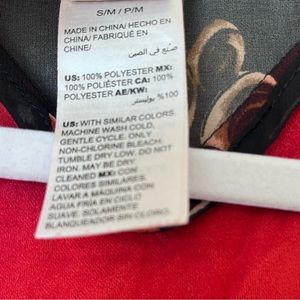 S/M / P/M
MADE IN CHINA/ HECHO EN
CHINA/ FABRIQUÉ EN
CHINE/
صنع في الصين
US: 100% POLYESTER MX:
100% POLIÉSTER CA: 100%
POLYESTER AE/KW:
100% بوليستر
US: WITH SIMILAR COLORS.
MACHINE WASH COLD,
GENTLE CYCLE. ONLY
NON-CHLORINE BLEACH.
TUMBLE DRY LOW. DO NOT
IRON. MAY BE DRY
CLEANED MX: CON
COLORES SIMILARES.
LAVAR A MÁQUINA CON
AGUA FRÍA EN CICLO
SUAVE. SOLAMENTE
BLANQUEADOR SIN CLORO.